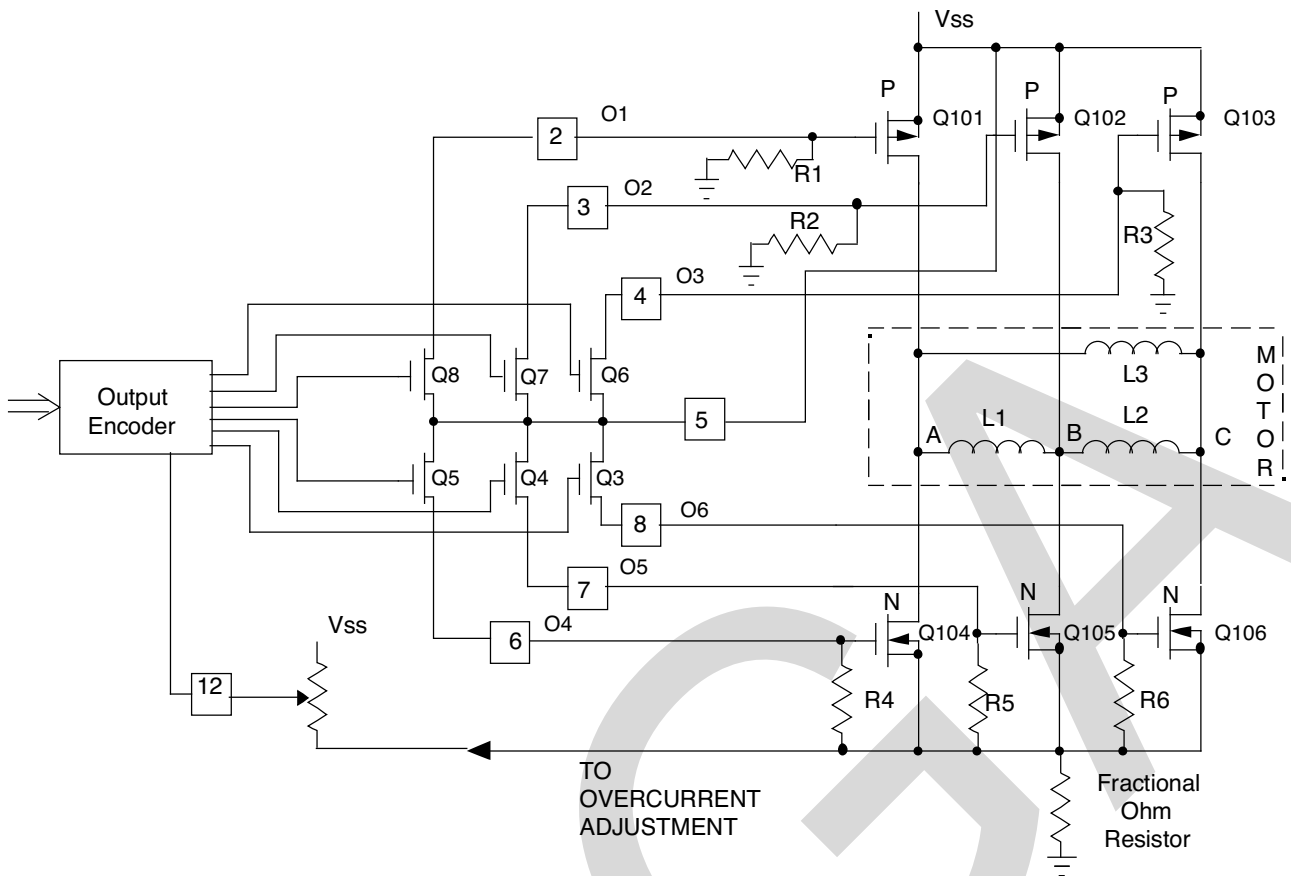 Vss
P
P
P
O1
2
Q101
Q102
Q103
R1
O2
3
R2
R3
O3
4
M
O
T
O
R
L3
Output
Encoder
Q8
Q7
Q6
5
A
L1
B
L2
C
Q5
Q4
Q3
O6
8
O5
7
N
N
N
Vss
O4
6
Q104
Q105
Q106
12
R4
R5
R6
TO
OVERCURRENT
ADJUSTMENT
Fractional
Ohm
Resistor